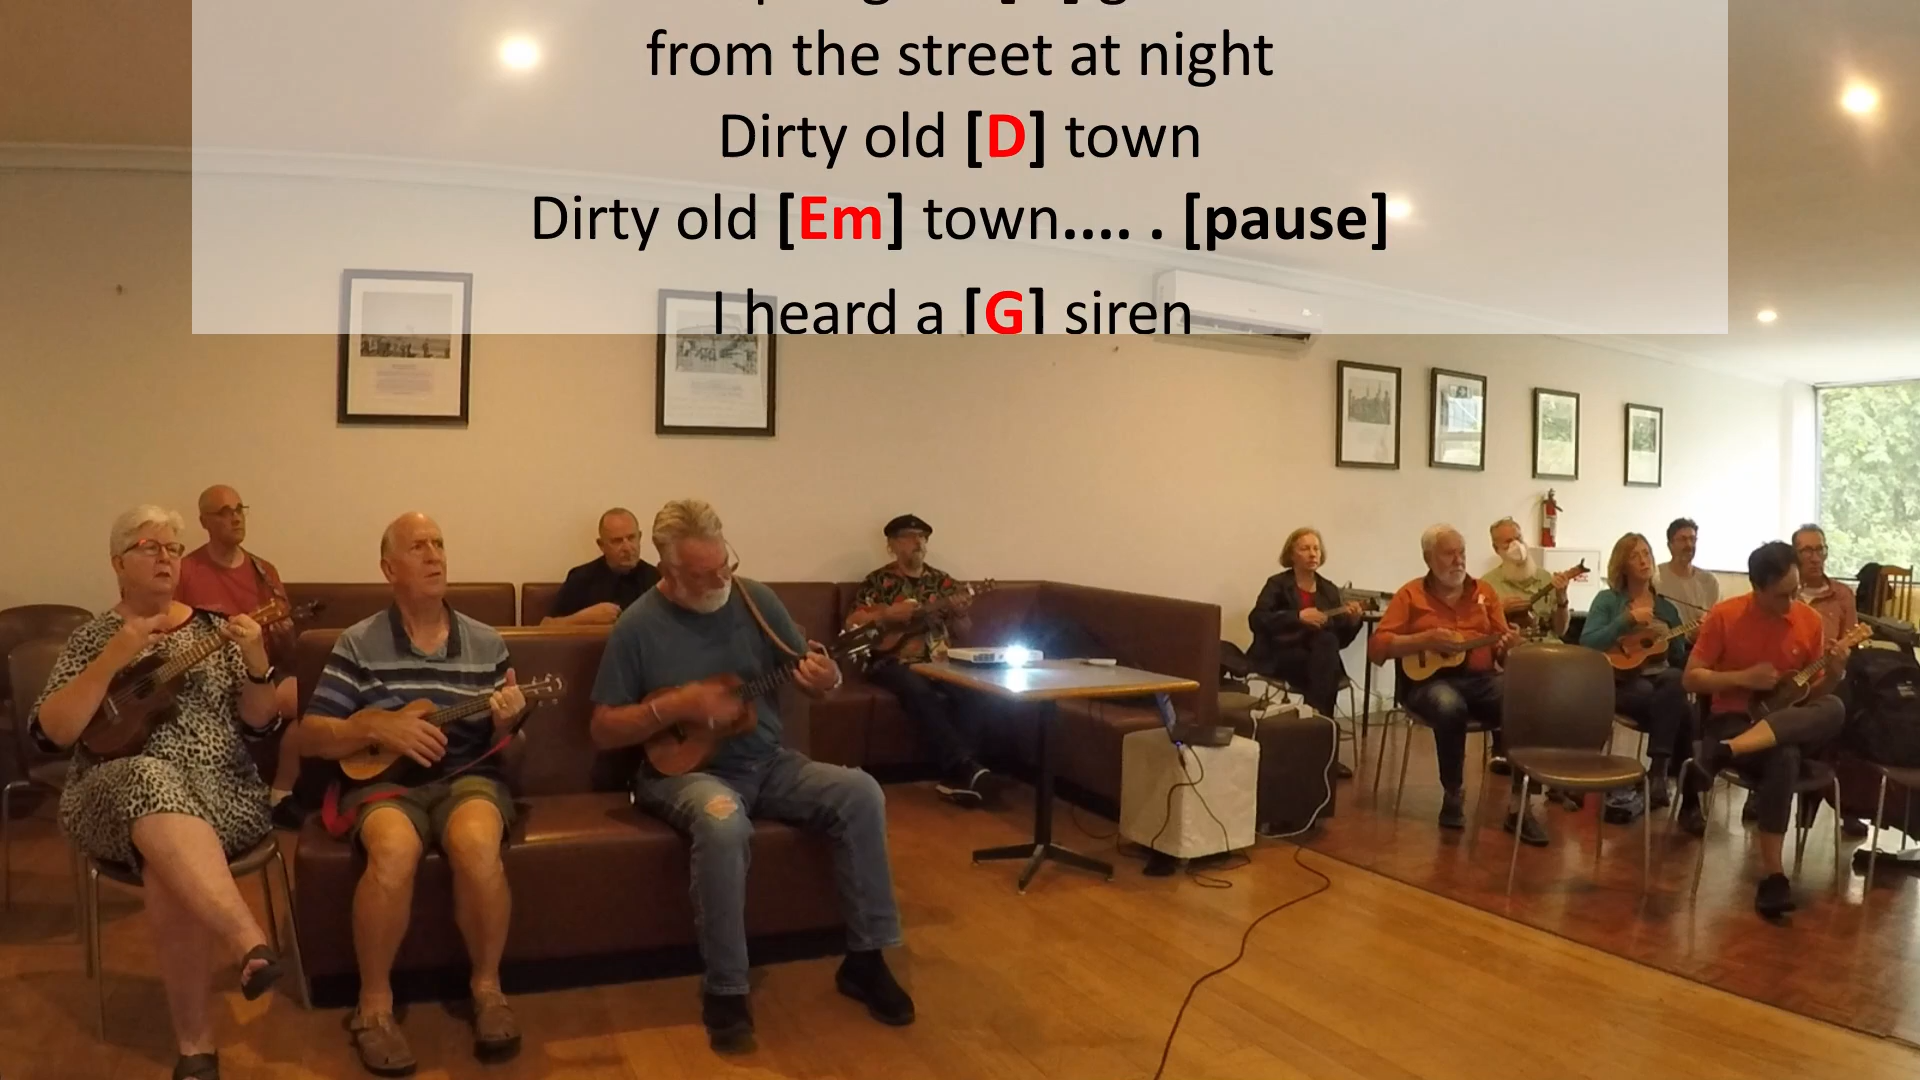 from the street at night
Dirty old [D] town
Dirty old [Em] town.... . [pause]
I heard a [G] siren